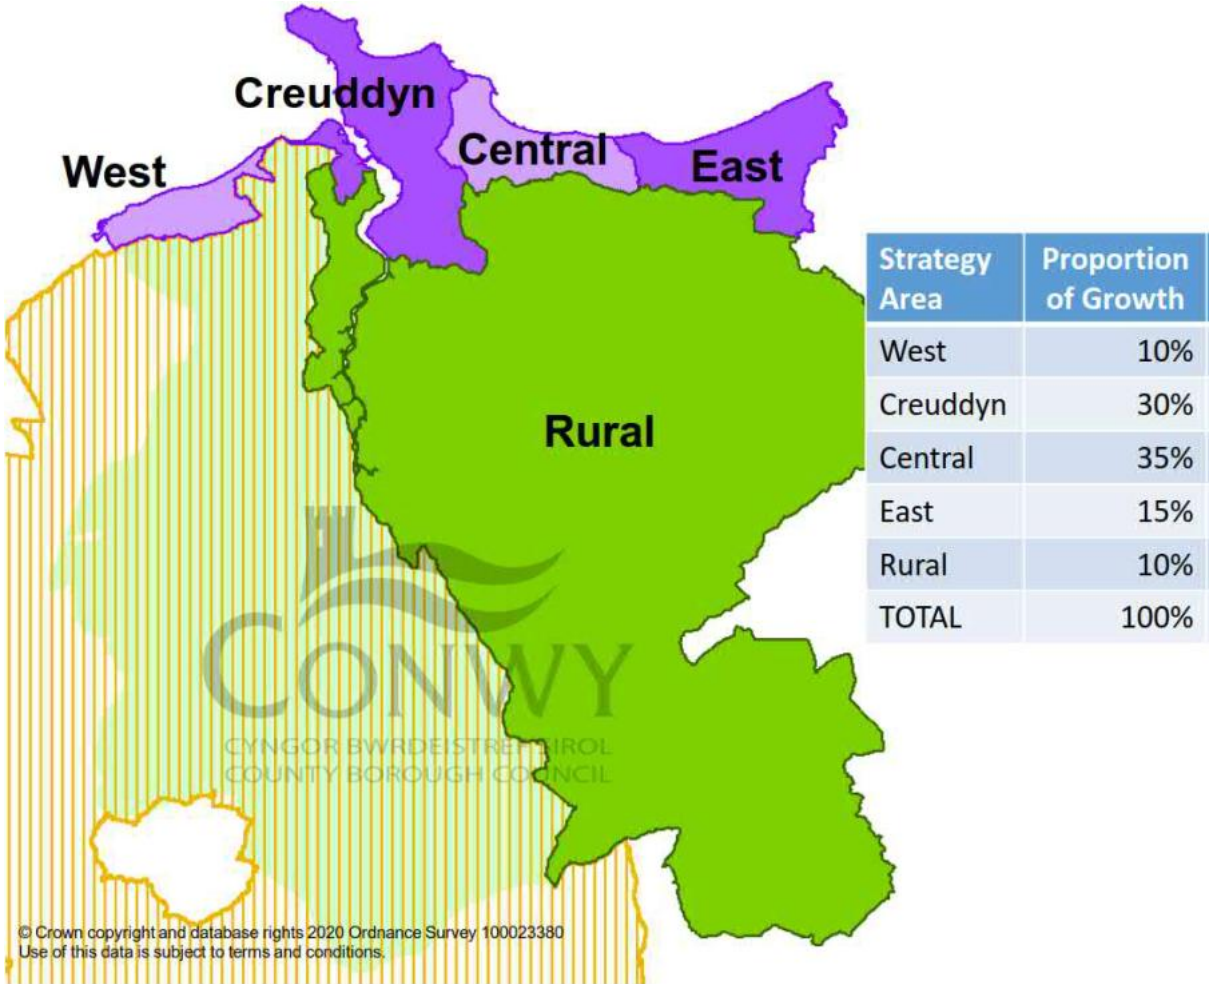 Creuddyn
Central
West
East
Strategy Area
Proportion of Growth
West 10%
Creuddyn 30%
Central 35%
East 15%
Rural 10%
TOTAL 100%
Rural
CONWY
CYNGOR BWRDEISTREF SIROL
COUNTY BOROUGH COUNCIL
© Crown copyright and database rights 2020 Ordnance Survey 100023380
Use of this data is subject to terms and conditions.